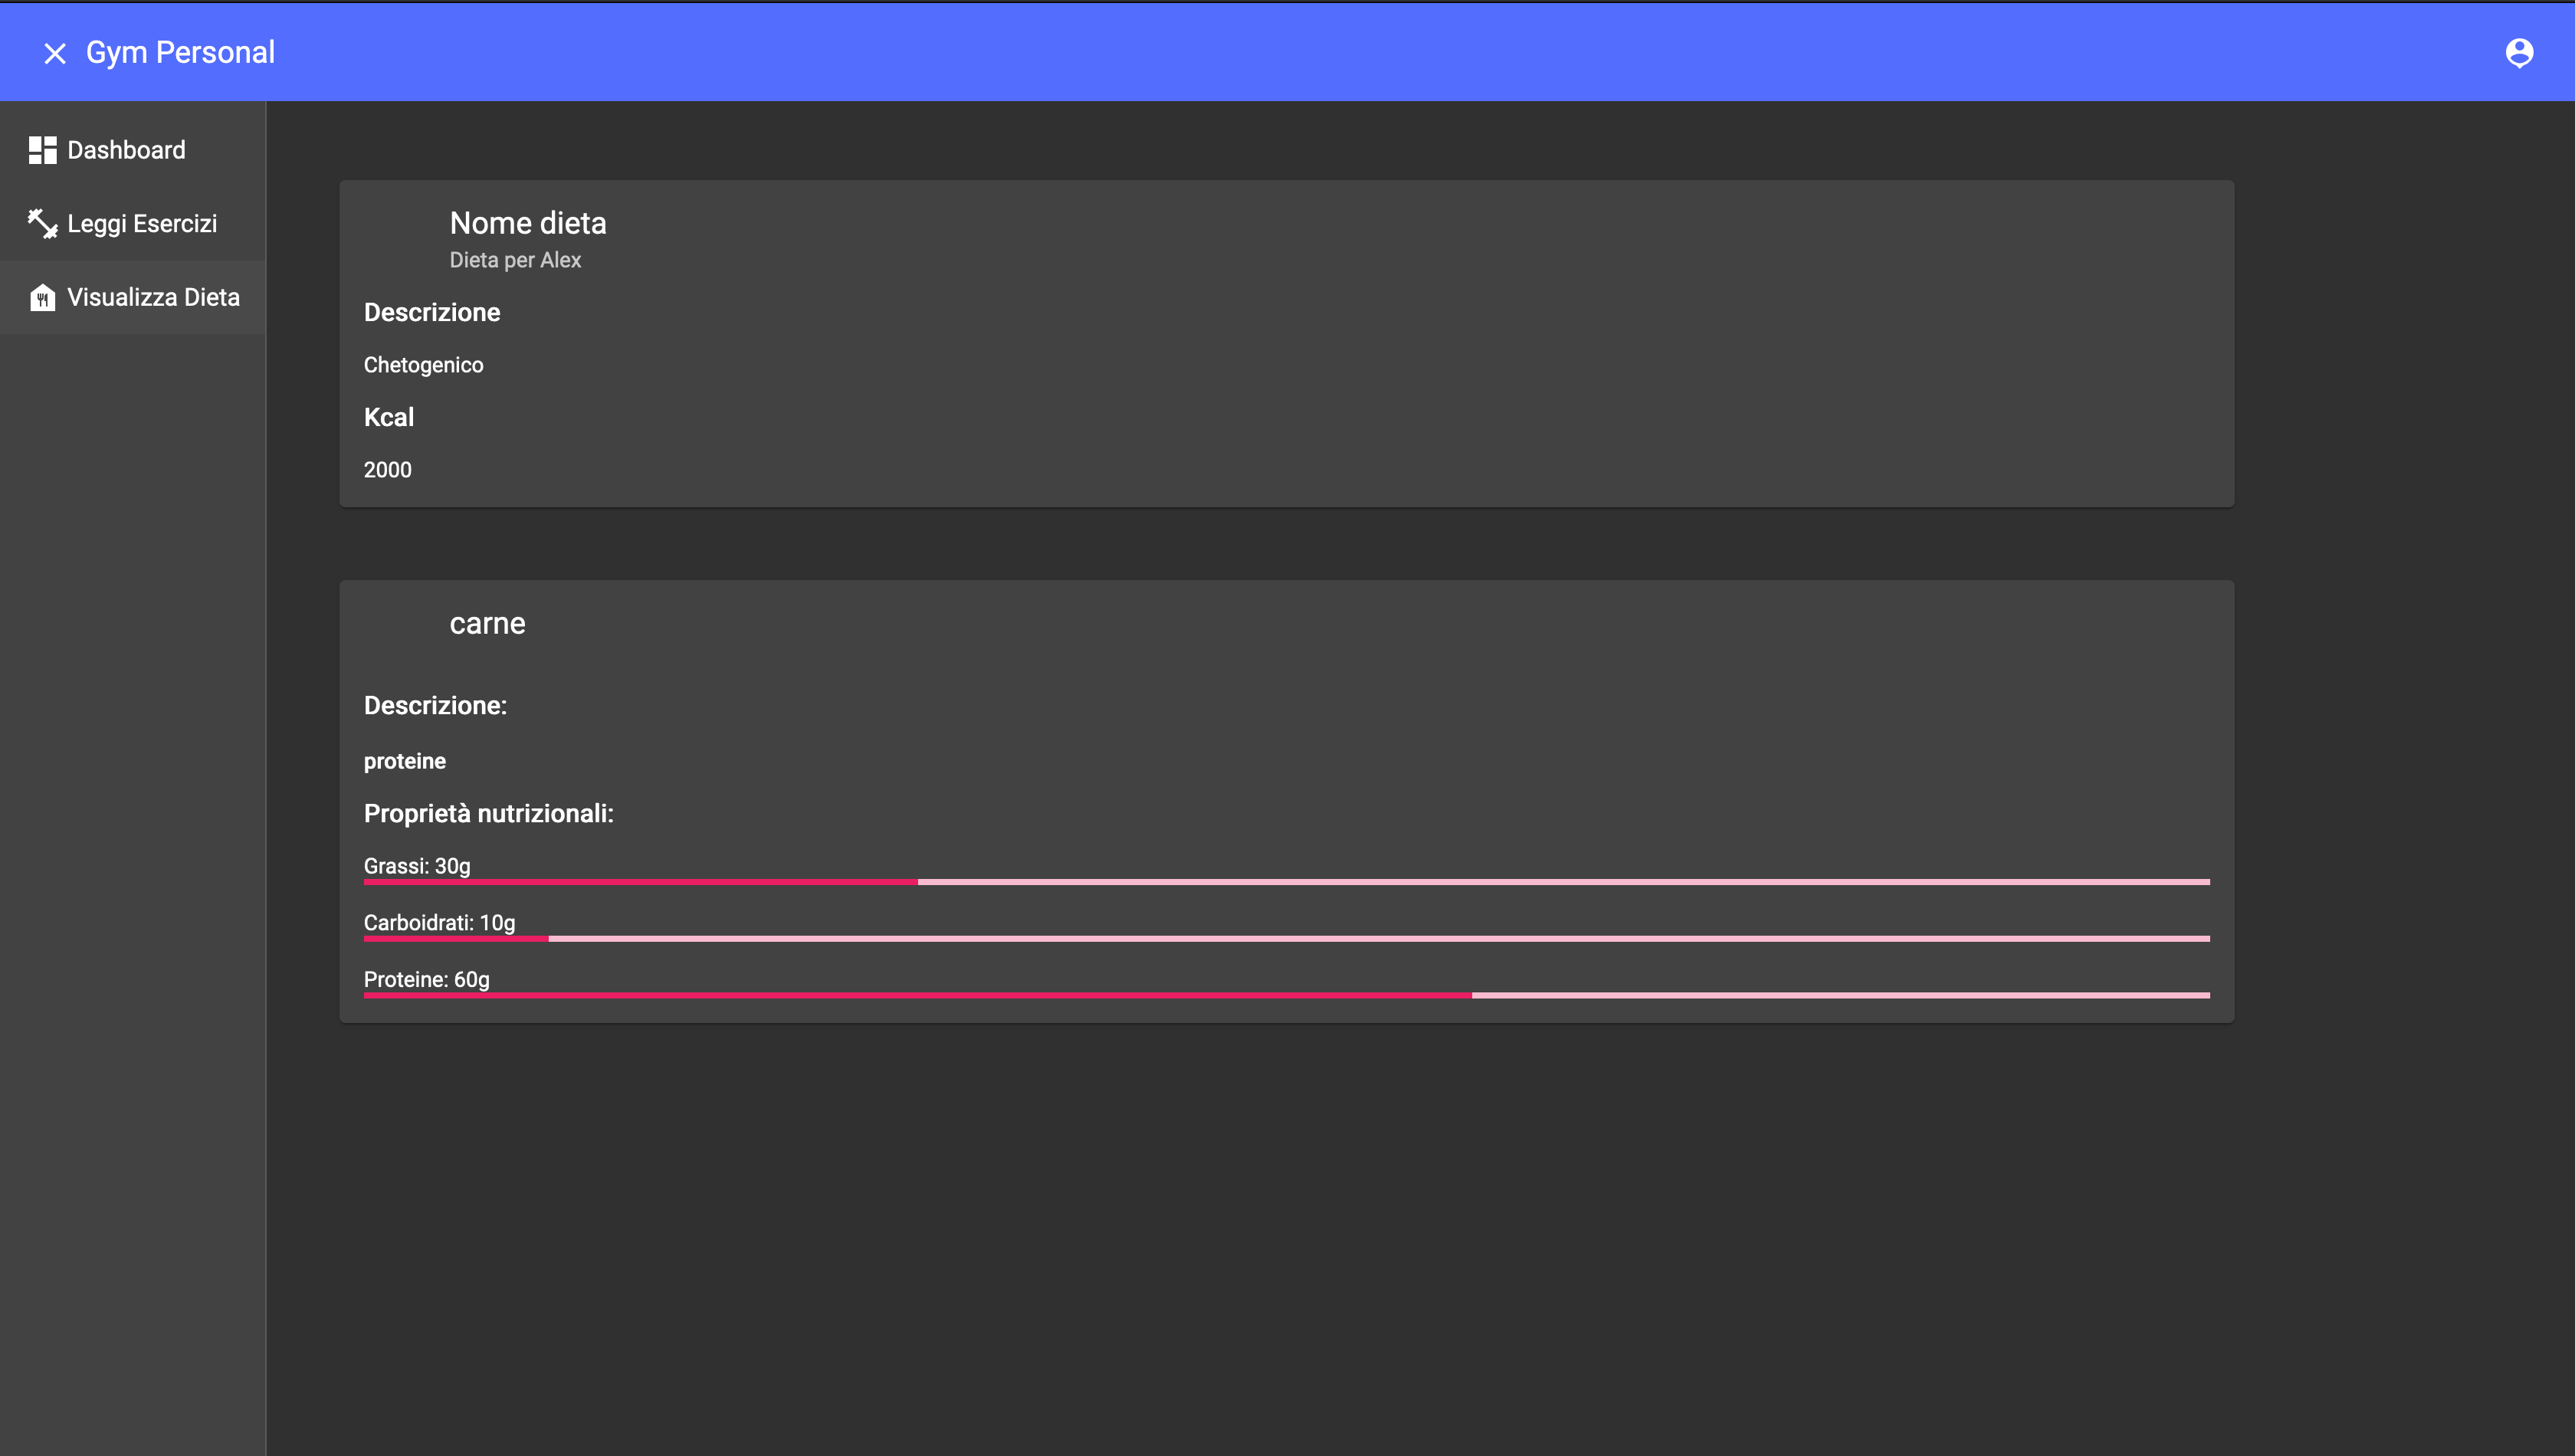 Gym Personal
Dashboard
Leggi Esercizi
Visualizza Dieta
Nome dieta
Dieta per Alex
Descrizione
Chetogenico
Kcal
2000
carne
Descrizione:
proteine
Proprietà nutrizionali:
Grassi: 30g
Carboidrati: 10g
Proteine: 60g